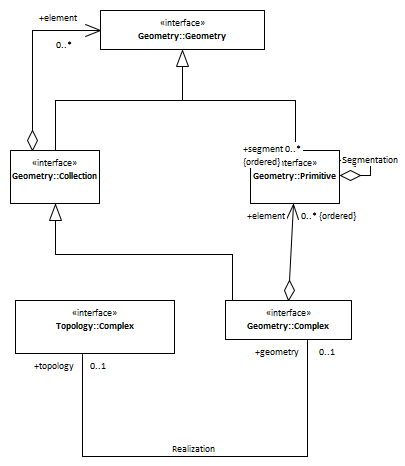 +element
0..*
«interface»
Geometry::Geometry
+segment 0..*
{ordered}
«interface»
Geometry::Collection
nterface»
Geometry::Primitive
Segmentation
+element
0..* {ordered}
«interface»
Topology::Complex
«interface»
Geometry::Complex
+topology
0..1
+geometry
0..1
Realization